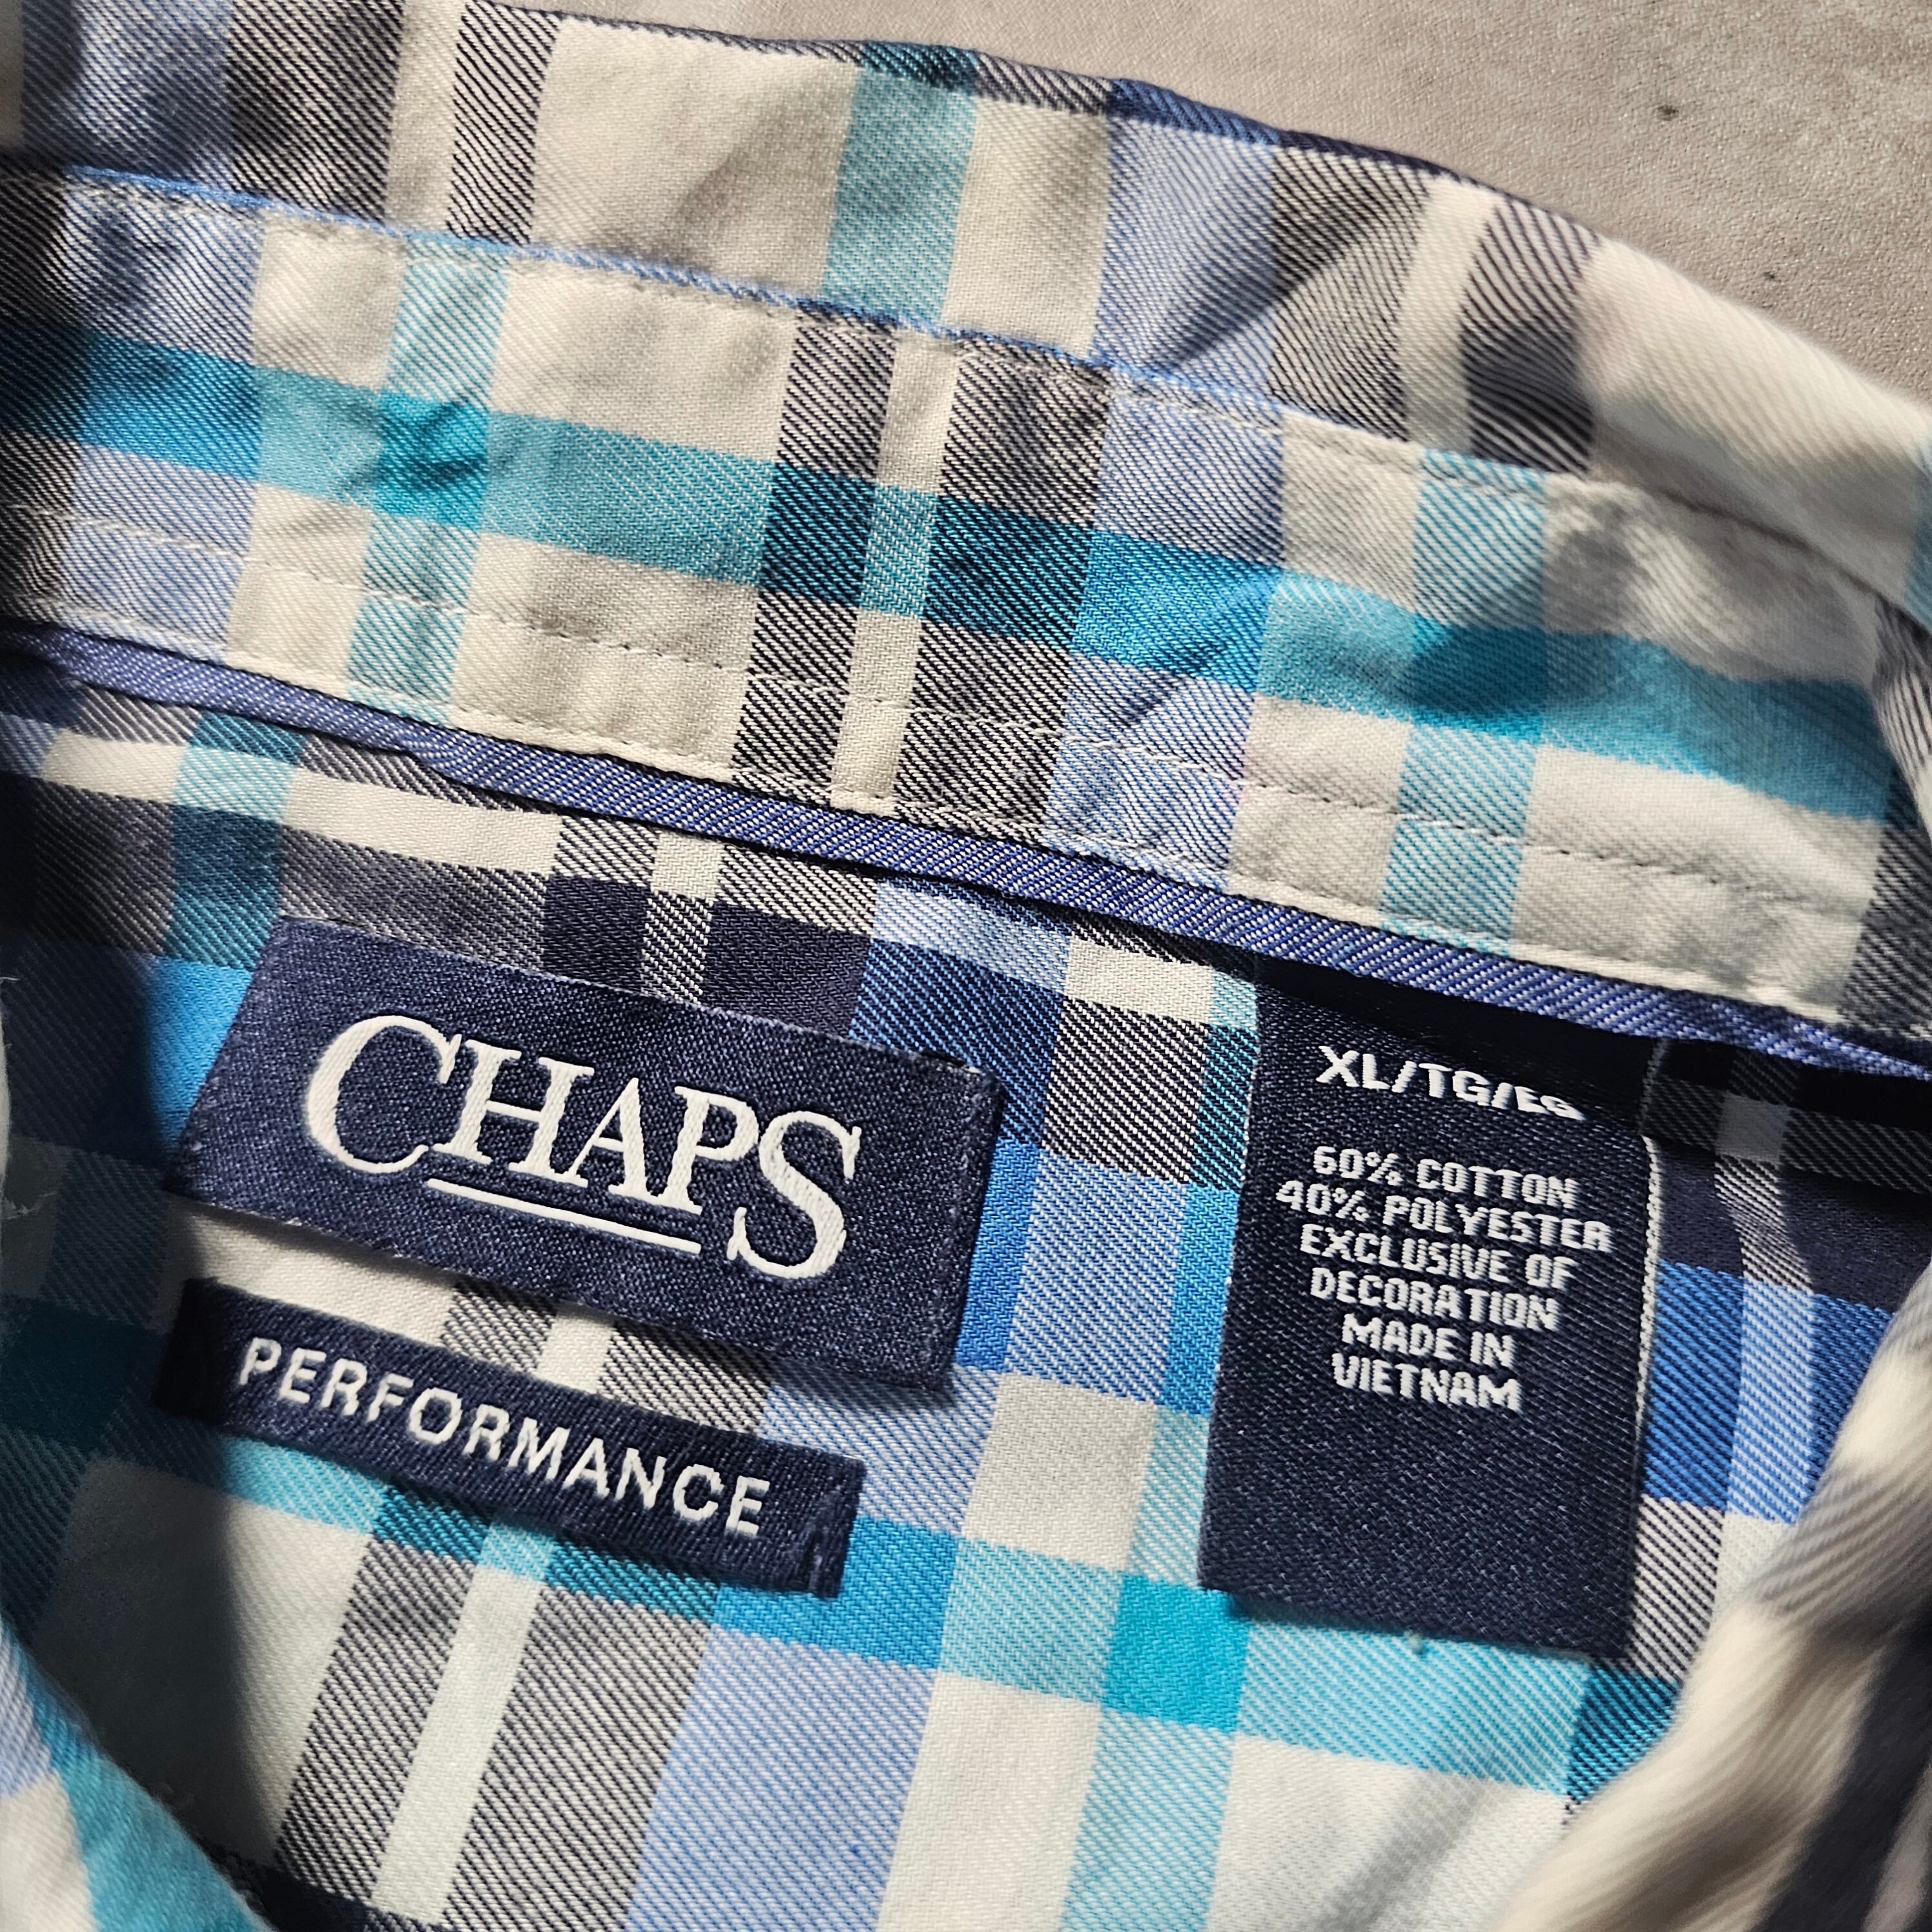 CHAPS
PERFORMANCE
XL/TG/EG
60% COTTON
40% POLYESTER
EXCLUSIVE OF
DECORATION
MADE IN
VIETNAM